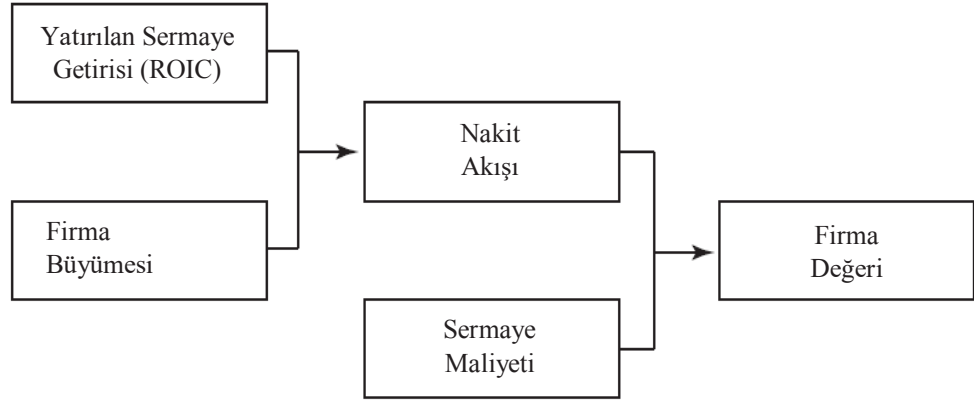 Yatırılan Sermaye
Getirisi (ROIC)
Nakit
Akışı
Firma
Büyümesi
Firma
Değeri
Sermaye
Maliyeti